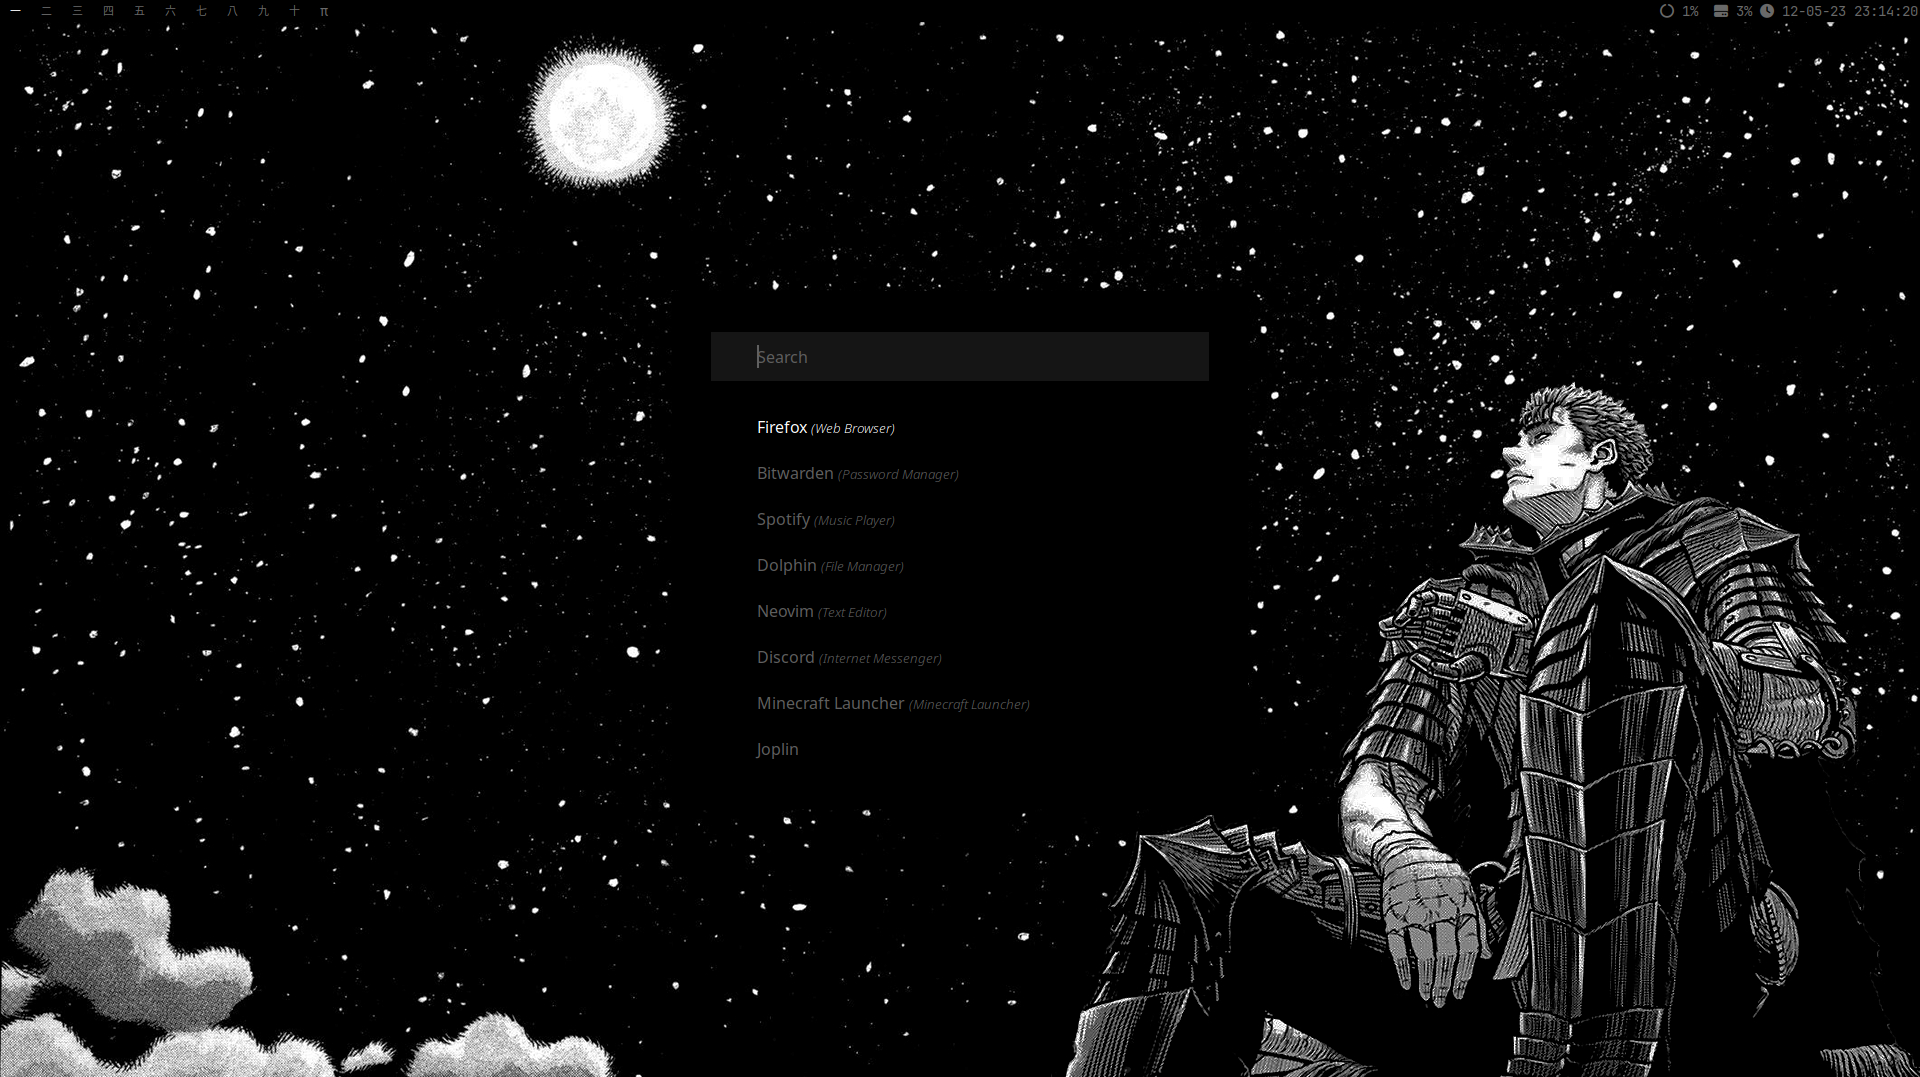 一 二 三 四 五 六 七 八 九 十 π 1% 3% 12-05-23 23:14:20
Search
Firefox (Web Browser)
Bitwarden (Password Manager)
Spotify (Music Player)
Dolphin (File Manager)
Neovim (Text Editor)
Discord (Internet Messenger)
Minecraft Launcher (Minecraft Launcher)
Joplin